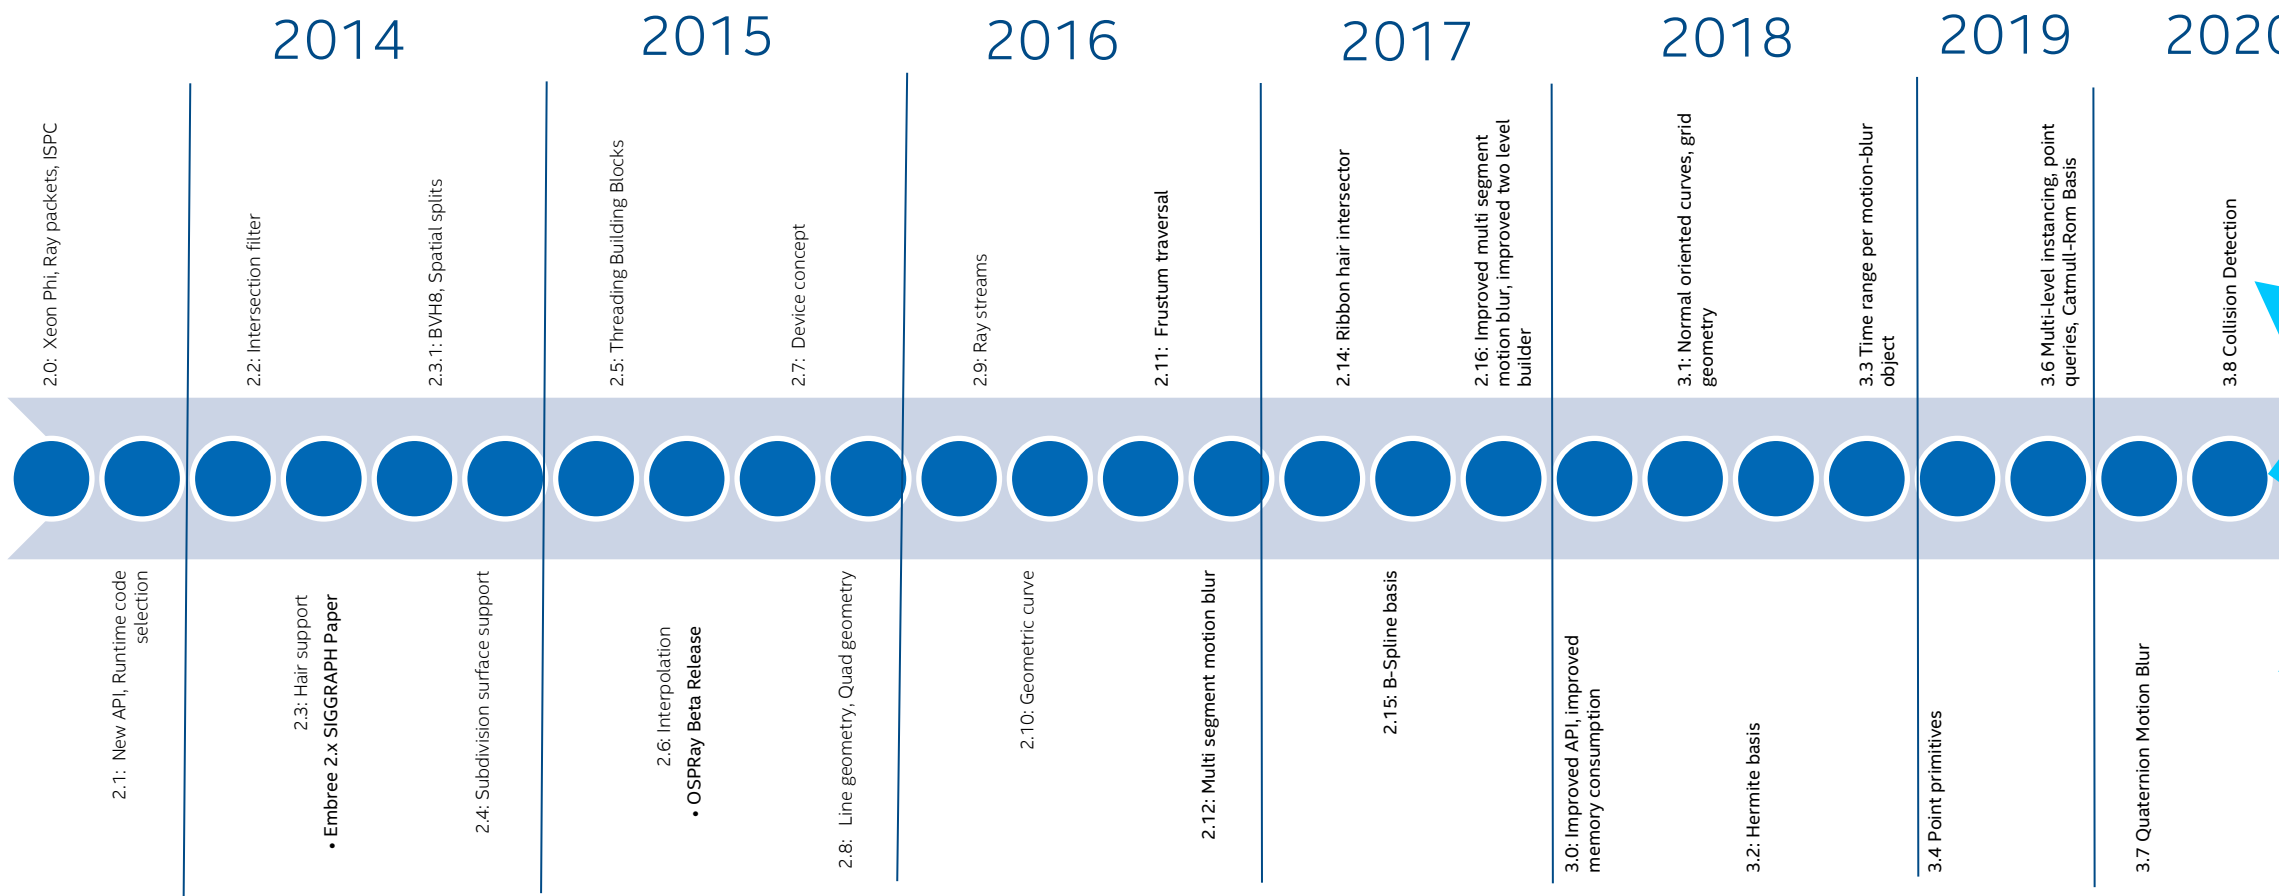 2014
2015
2016
2017
2018
2019
2020
2.0: Xeon Phi, Ray packets, ISPC
2.2: Intersection filter
2.3.1: BVH8, Spatial splits
2.5: Threading Building Blocks
2.7: Device concept
2.9: Ray streams
2.11: Frustum traversal
2.14: Ribbon hair intersector
2.16: Improved multi segment
motion blur, improved two level
builder
3.1: Normal oriented curves, grid
geometry
3.3 Time range per motion-blur
object
3.6 Multi-level instancing, point
queries, Catmull-Rom Basis
3.8 Collision Detection
2.1: New API, Runtime code
selection
2.3: Hair support
• Embree 2.x SIGGRAPH Paper
2.4: Subdivision surface support
2.6: Interpolation
• OSPRay Beta Release
2.8: Line geometry, Quad geometry
2.10: Geometric curve
2.12: Multi segment motion blur
2.15: B-Spline basis
3.0: Improved API, improved
memory consumption
3.2: Hermite basis
3.4 Point primitives
3.7 Quaternion Motion Blur